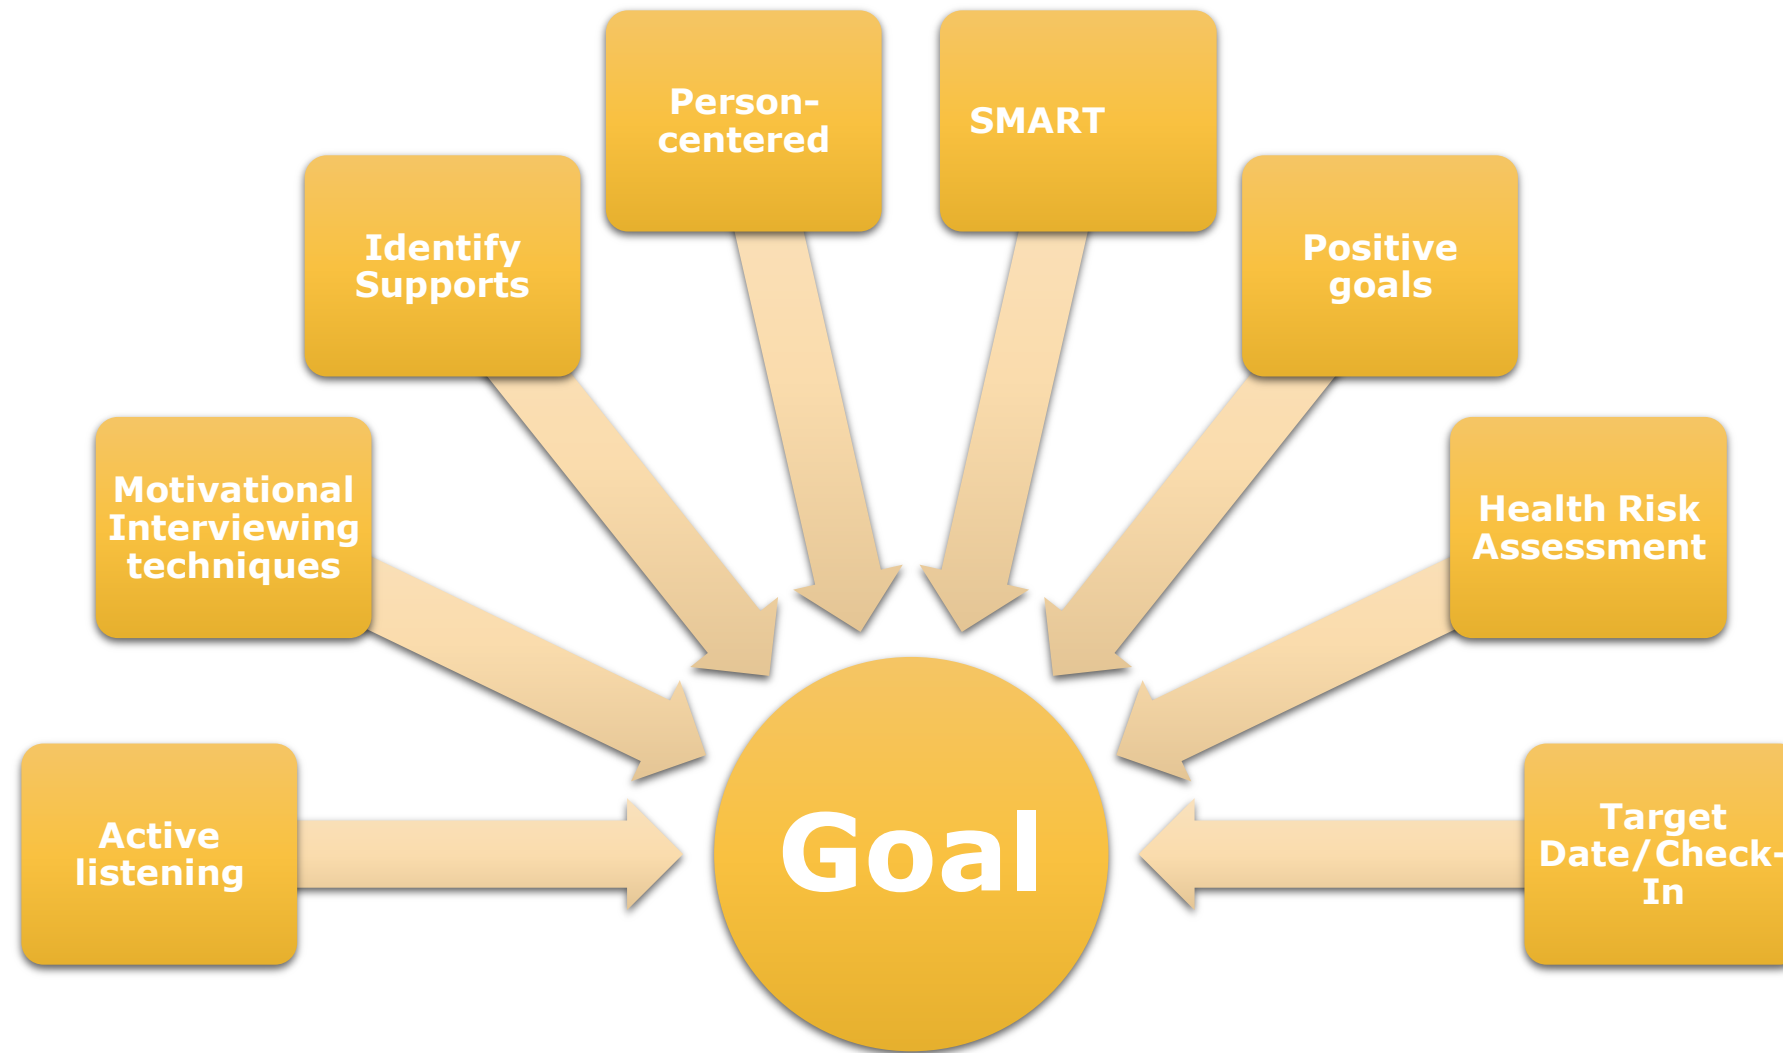 Person-
centered
SMART
Identify
Supports
Positive
goals
Motivational
Interviewing
techniques
Health Risk
Assessment
Active
listening
Goal
Target
Date/Check-
In